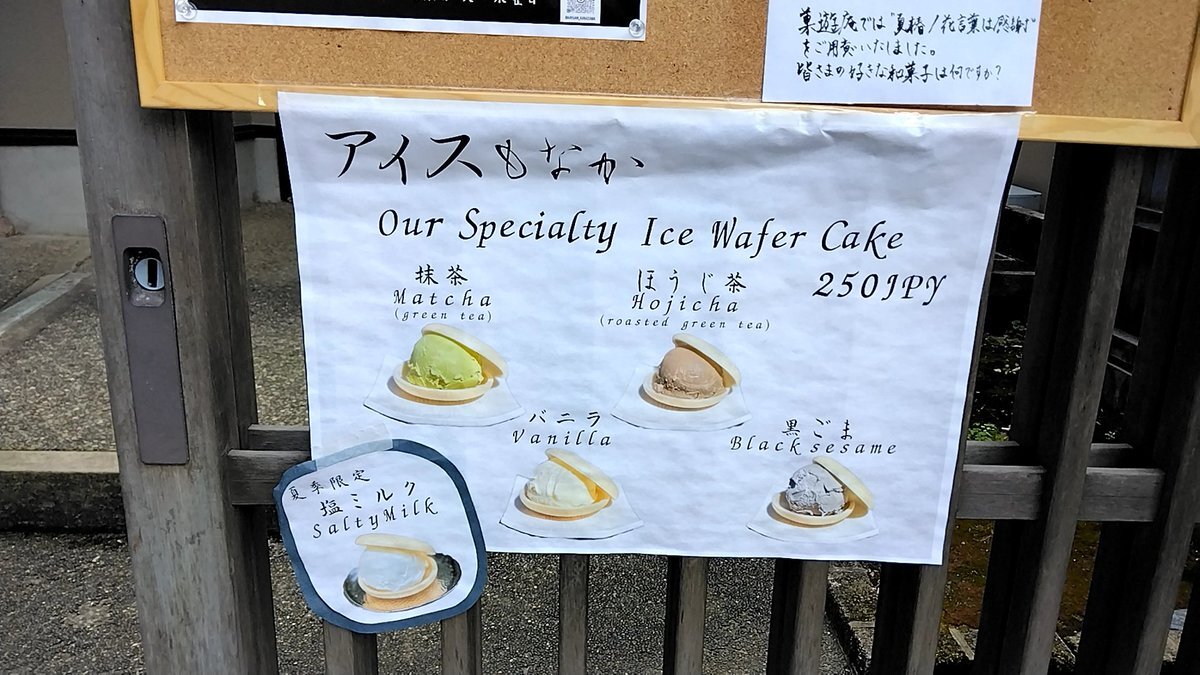 菓遊庵では"夏椿/花言葉は感謝"
をご用意いたしました。
皆さまの好きな和菓子は何ですか?
アイスもなか
Our Specialty Ice Wafer Cake
250JPY
抹茶
Matcha
(green tea)
ほうじ茶
Hojicha
(roasted green tea)
バニラ
Vanilla
黒ごま
Black sesame
夏季限定
塩ミルク
SaltyMilk